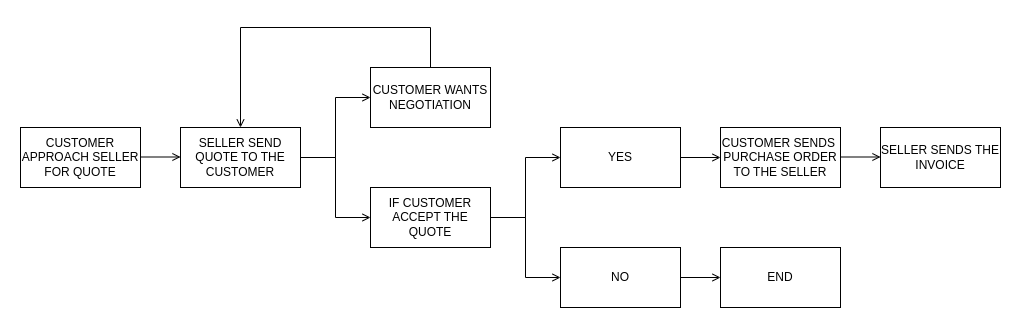 CUSTOMER
APPROACH SELLER
FOR QUOTE
SELLER SEND
QUOTE TO THE
CUSTOMER
CUSTOMER WANTS
NEGOTIATION
IF CUSTOMER
ACCEPT THE
QUOTE
YES
CUSTOMER SENDS
PURCHASE ORDER
TO THE SELLER
SELLER SENDS THE
INVOICE
NO
END